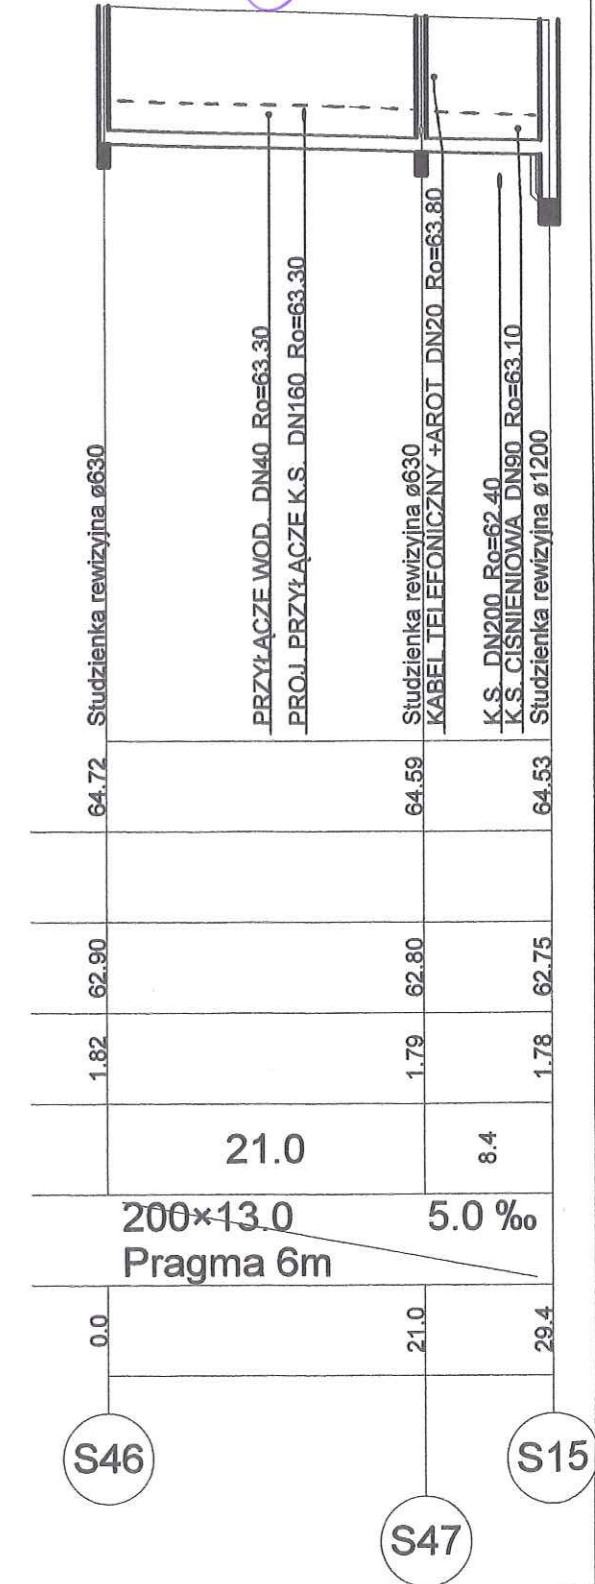 Studzienka rewizyjna ø630
PRZYŁĄCZE WOD. DN40 Ro=63.30
PROJ. PRZYŁĄCZE K.S. DN160 Ro=63.30
Studzienka rewizyjna ø630
KABEL TELEFONICZNY +AROT DN20 Ro=63.80
K.S. DN200 Ro=62.40
K.S. CIŚNIENIOWA DN90 Ro=63.10
Studzienka rewizyjna ø1200
64.72
64.59
64.53
62.90
62.80
62.75
1.82
1.79
1.78
21.0
8.4
200×13.0
5.0 ‰
Pragma 6m
0.0
21.0
29.4
S46
S15
S47